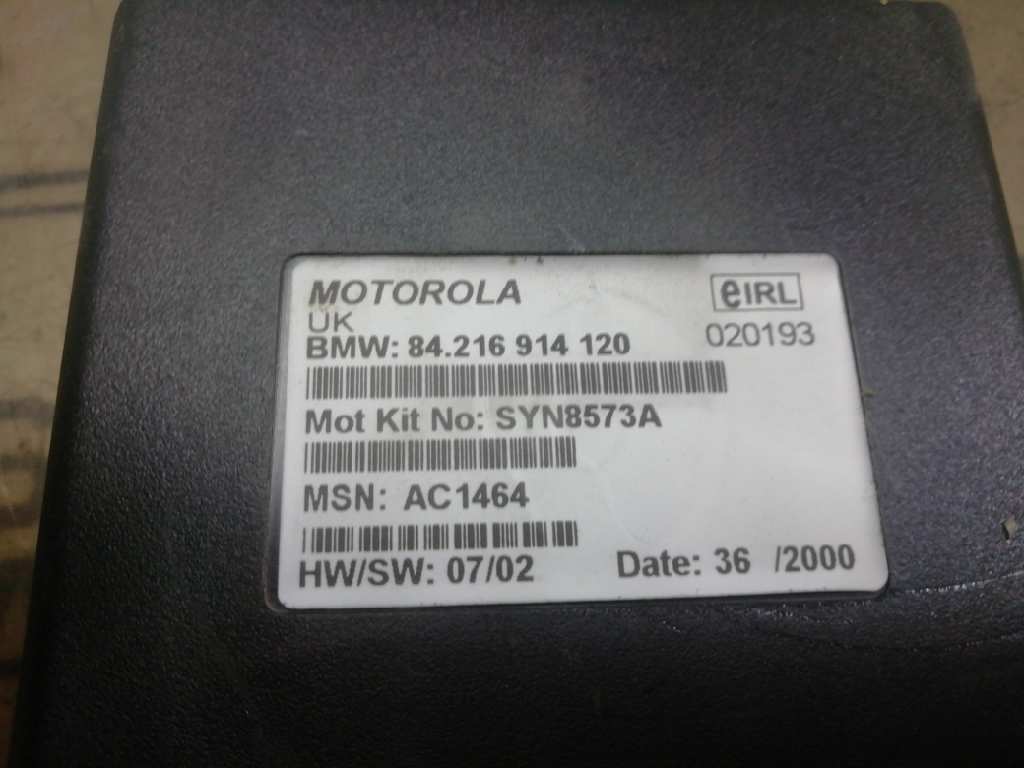 MOTOROLA
eIRL
UK
020193
BMW: 84.216 914 120
Mot Kit No: SYN8573A
MSN: AC1464
HW/SW: 07/02
Date: 36 /2000